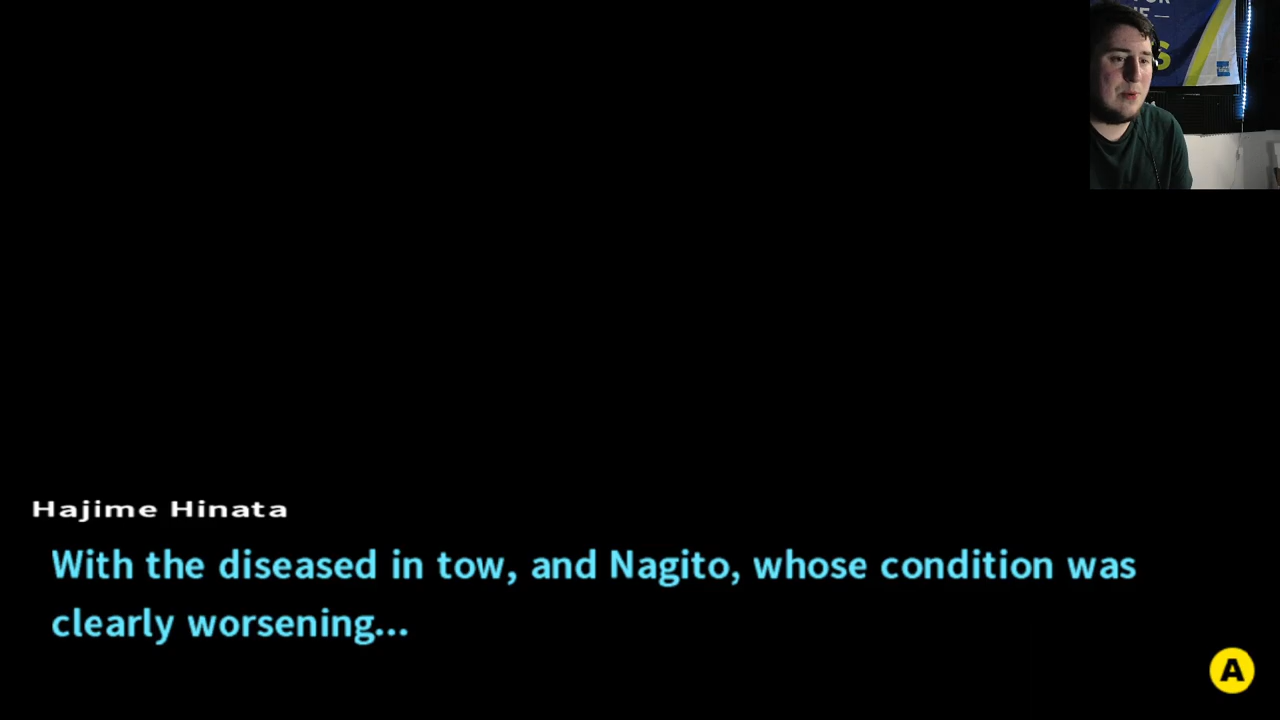 Hajime Hinata
With the diseased in tow, and Nagito, whose condition was
clearly worsening...
A